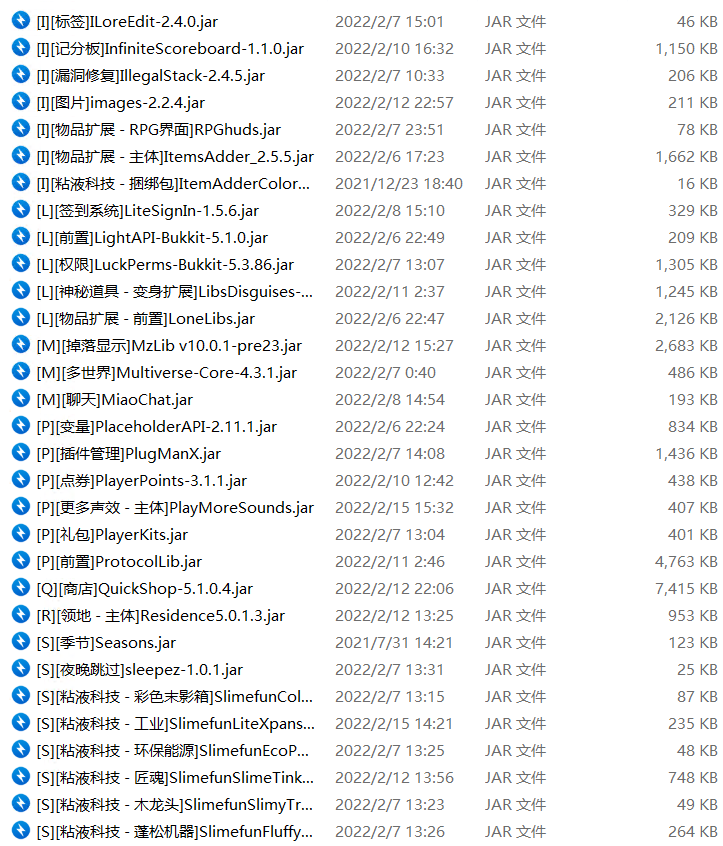 [I][标签]ILoreEdit-2.4.0.jar 2022/2/7 15:01 JAR 文件 46 KB
[I][记分板]InfiniteScoreboard-1.1.0.jar 2022/2/10 16:32 JAR 文件 1,150 KB
[I][漏洞修复]IllegalStack-2.4.5.jar 2022/2/7 10:33 JAR 文件 206 KB
[I][图片]images-2.2.4.jar 2022/2/12 22:57 JAR 文件 211 KB
[I][物品扩展 - RPG界面]RPGhuds.jar 2022/2/7 23:51 JAR 文件 78 KB
[I][物品扩展 - 主体]ItemsAdder_2.5.5.jar 2022/2/6 17:23 JAR 文件 1,662 KB
[I][粘液科技 - 捆绑包]ItemAdderColor... 2021/12/23 18:40 JAR 文件 16 KB
[L][签到系统]LiteSignIn-1.5.6.jar 2022/2/8 15:10 JAR 文件 329 KB
[L][前置]LightAPI-Bukkit-5.1.0.jar 2022/2/6 22:49 JAR 文件 209 KB
[L][权限]LuckPerms-Bukkit-5.3.86.jar 2022/2/7 13:07 JAR 文件 1,305 KB
[L][神秘道具 - 变身扩展]LibsDisguises-... 2022/2/11 2:37 JAR 文件 1,245 KB
[L][物品扩展 - 前置]LoneLibs.jar 2022/2/6 22:47 JAR 文件 2,126 KB
[M][掉落显示]MzLib v10.0.1-pre23.jar 2022/2/12 15:27 JAR 文件 2,683 KB
[M][多世界]Multiverse-Core-4.3.1.jar 2022/2/7 0:40 JAR 文件 486 KB
[M][聊天]MiaoChat.jar 2022/2/8 14:54 JAR 文件 193 KB
[P][变量]PlaceholderAPI-2.11.1.jar 2022/2/6 22:24 JAR 文件 834 KB
[P][插件管理]PlugManX.jar 2022/2/7 14:08 JAR 文件 1,436 KB
[P][点券]PlayerPoints-3.1.1.jar 2022/2/10 12:42 JAR 文件 438 KB
[P][更多声效 - 主体]PlayMoreSounds.jar 2022/2/15 15:32 JAR 文件 407 KB
[P][礼包]PlayerKits.jar 2022/2/7 13:04 JAR 文件 401 KB
[P][前置]ProtocolLib.jar 2022/2/11 2:46 JAR 文件 4,763 KB
[Q][商店]QuickShop-5.1.0.4.jar 2022/2/12 22:06 JAR 文件 7,415 KB
[R][领地 - 主体]Residence5.0.1.3.jar 2022/2/12 13:25 JAR 文件 953 KB
[S][季节]Seasons.jar 2021/7/31 14:21 JAR 文件 123 KB
[S][夜晚跳过]sleepez-1.0.1.jar 2022/2/7 13:31 JAR 文件 25 KB
[S][粘液科技 - 彩色末影箱]SlimefunCol... 2022/2/7 13:15 JAR 文件 87 KB
[S][粘液科技 - 工业]SlimefunLiteXpans... 2022/2/15 14:21 JAR 文件 235 KB
[S][粘液科技 - 环保能源]SlimefunEcoP... 2022/2/7 13:25 JAR 文件 48 KB
[S][粘液科技 - 匠魂]SlimefunSlimeTink... 2022/2/12 13:56 JAR 文件 748 KB
[S][粘液科技 - 木龙头]SlimefunSlimyTr... 2022/2/7 13:23 JAR 文件 49 KB
[S][粘液科技 - 蓬松机器]SlimefunFluffy... 2022/2/7 13:26 JAR 文件 264 KB